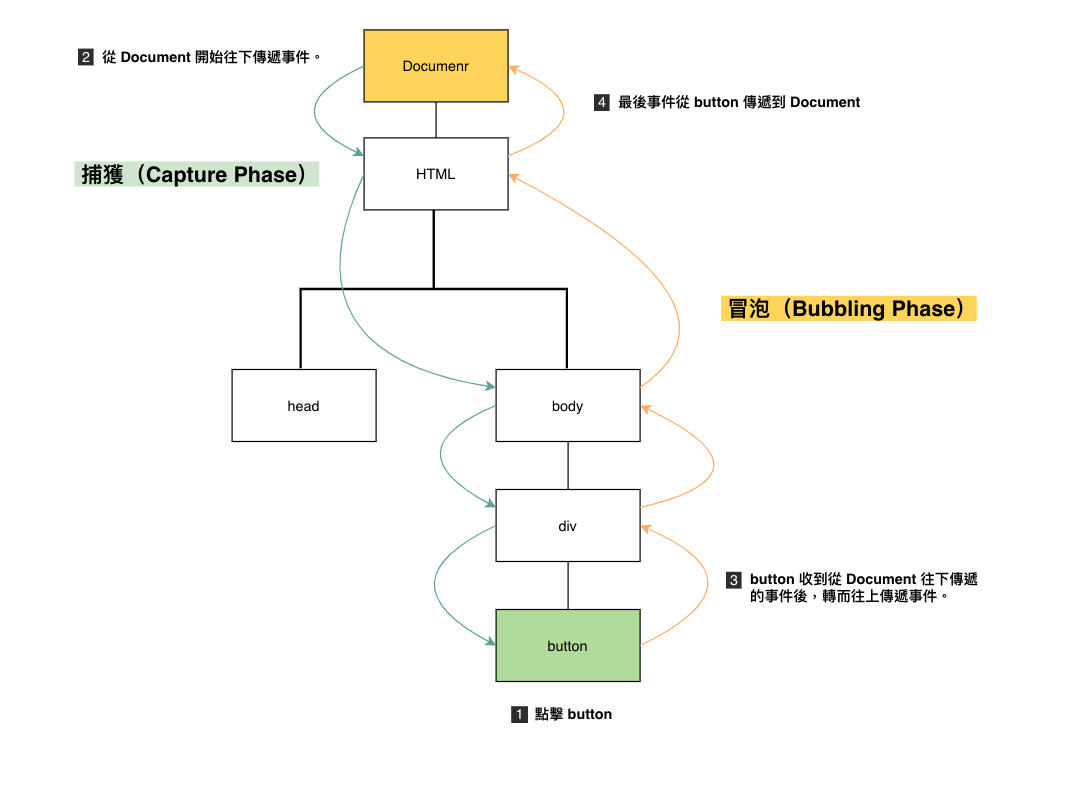 2 從 Document 開始往下傳遞事件。
Documenr
4 最後事件從 button 傳遞到 Document
捕獲（Capture Phase）
HTML
冒泡（Bubbling Phase）
head
body
div
3 button 收到從 Document 往下傳遞
的事件後，轉而往上傳遞事件。
button
1 點擊 button